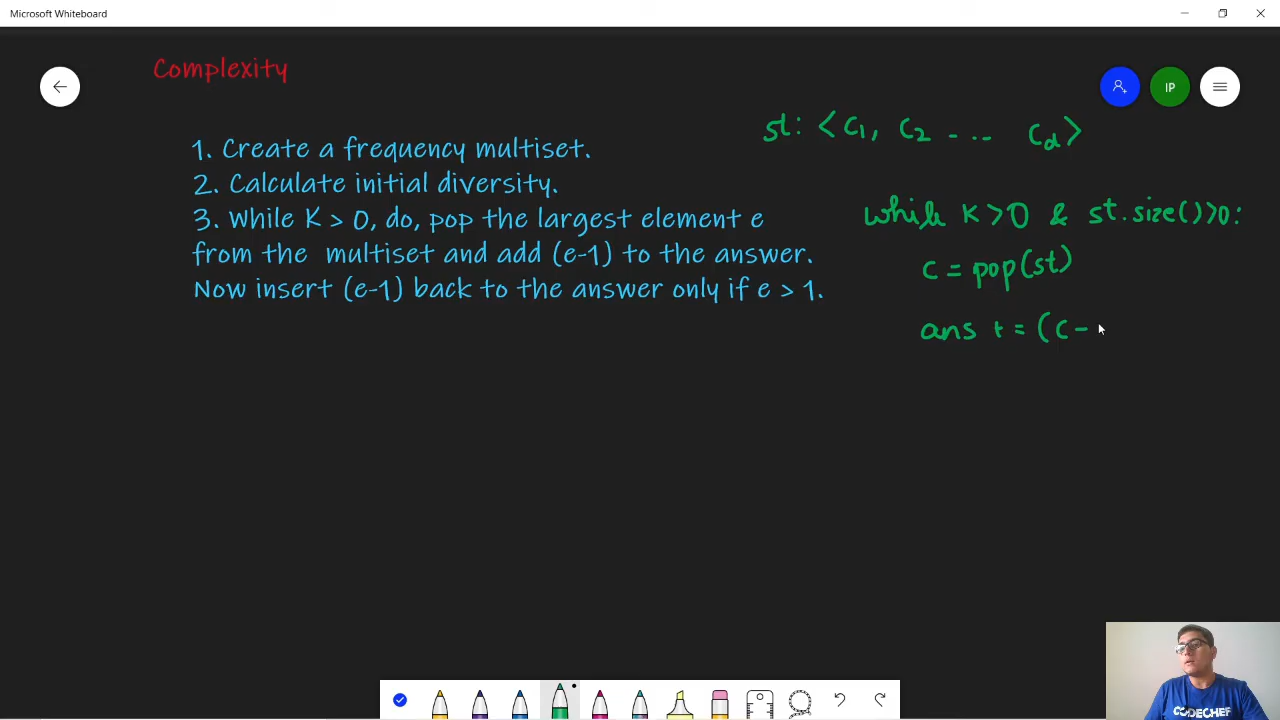 Microsoft Whiteboard
Complexity
IP
1. Create a frequency multiset.
2. Calculate initial diversity.
3. While K > 0, do, pop the largest element e
from the multiset and add (e-1) to the answer.
Now insert (e-1) back to the answer only if e > 1.
st: < C1, C2 - .. Cd >
while K > 0 & st.size()>0:
c = pop(st)
ans += (c -
CODECHEF